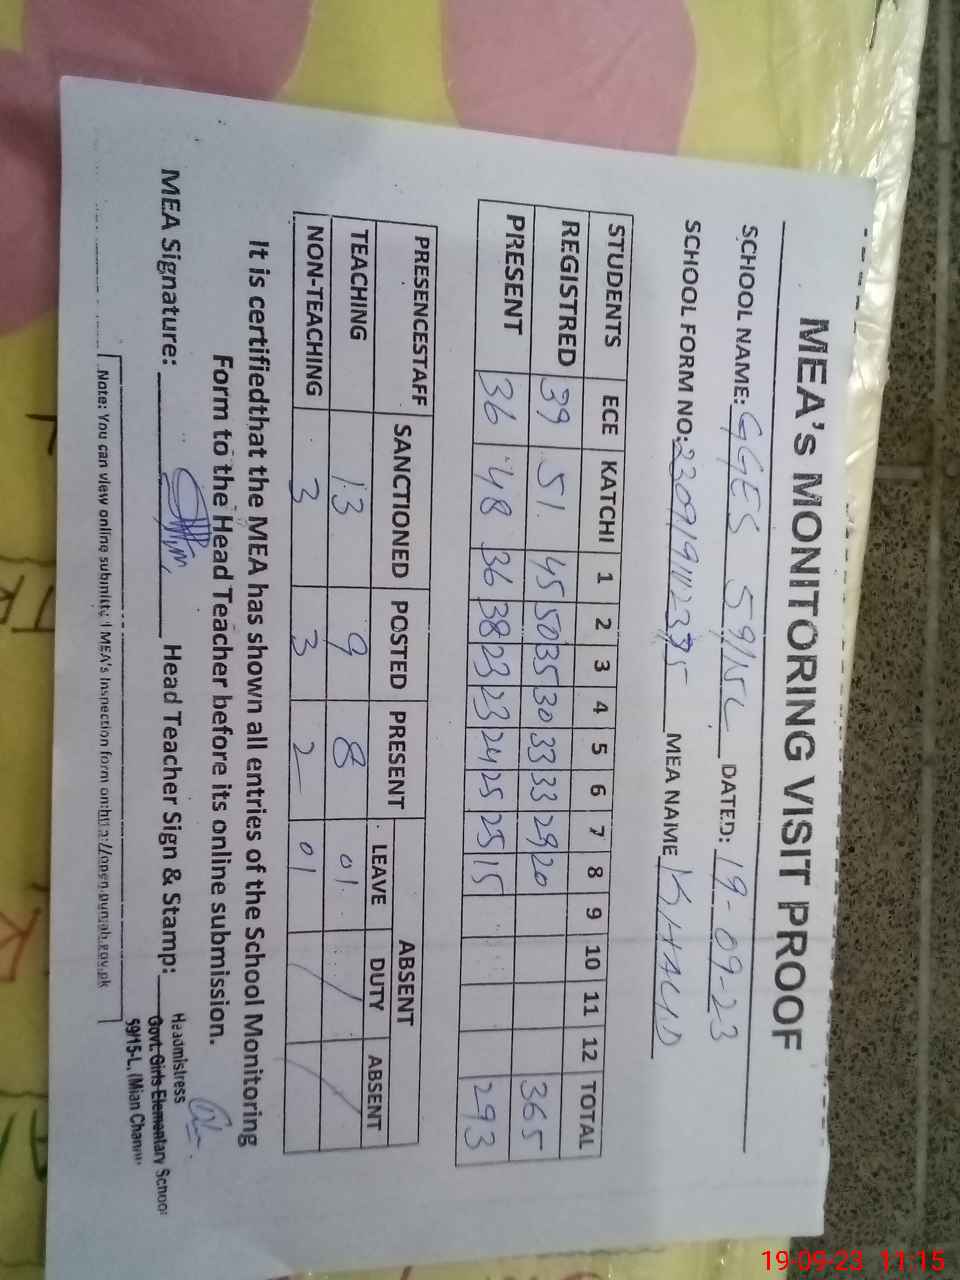 MEA's MONITORING VISIT PROOF
SCHOOL NAME: GGES 59/15L DATED: 19-09-23
SCHOOL FORM NO: MEA NAME KHALID
STUDENTS ECE KATCHI 1 2 3 4 5 6 7 8 9 10 11 12 TOTAL
REGISTRED 39 51 45 50 35 30 33 33 29 20 365
PRESENT 36 48 36 38 23 23 24 25 25 15 293
PRESENCESTAFF SANCTIONED POSTED PRESENT ABSENT
LEAVE DUTY ABSENT
TEACHING 13 9 8 01 /
NON-TEACHING 3 3 2 01 / /
It is certifiedthat the MEA has shown all entries of the School Monitoring
Form to the Head Teacher before its online submission.
MEA Signature: Head Teacher Sign & Stamp:
Headmistress
Govt. Girls Elementary School
59/15-L, (Mian Channu
Note: You can view online submitted MEA's Inspection form on:http://open.punjab.gov.pk
19-09-23 11:15